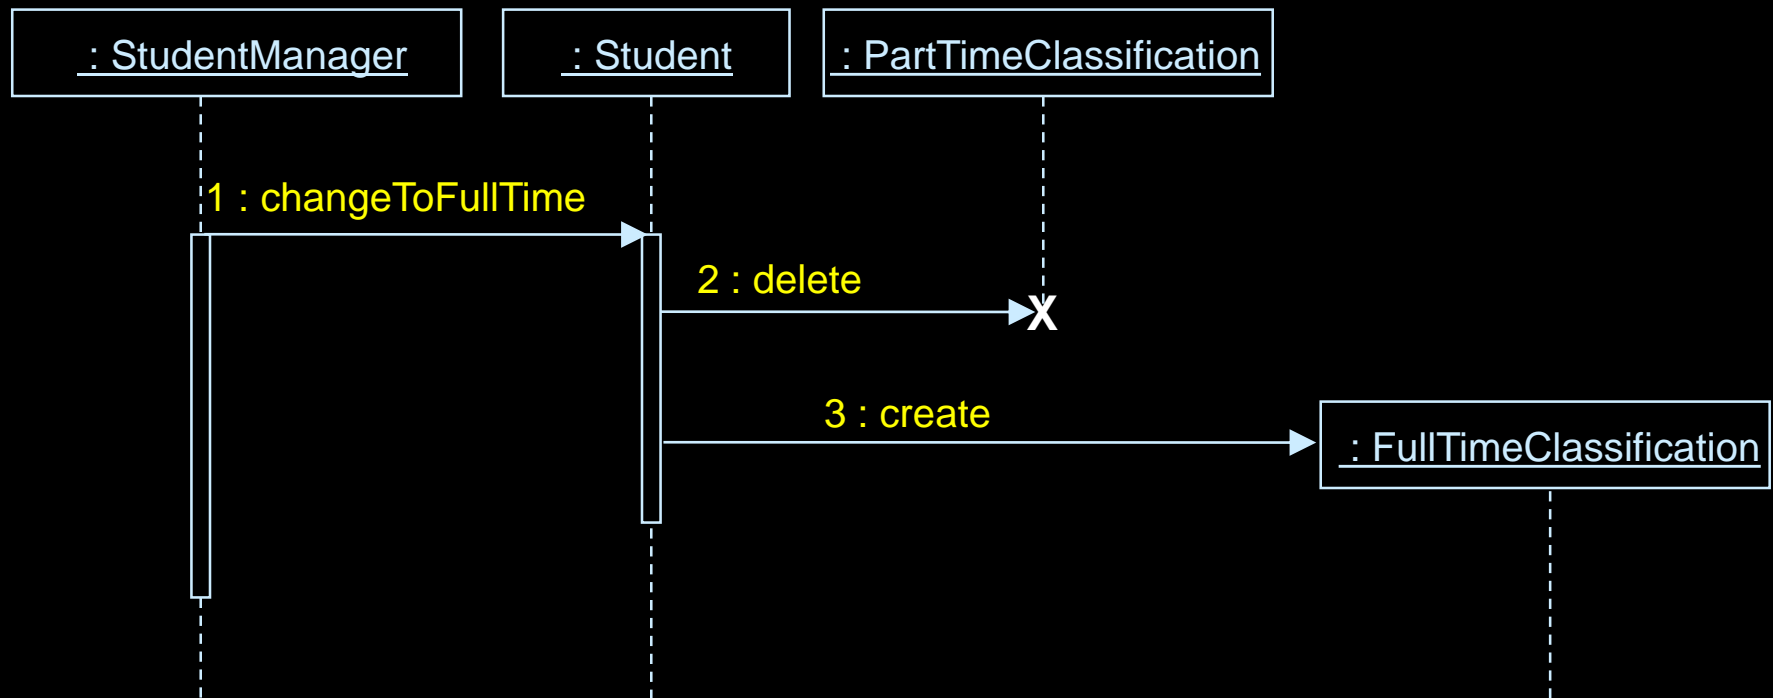 : StudentManager
: Student
: PartTimeClassification
1 : changeToFullTime
2 : delete
X
3 : create
: FullTimeClassification